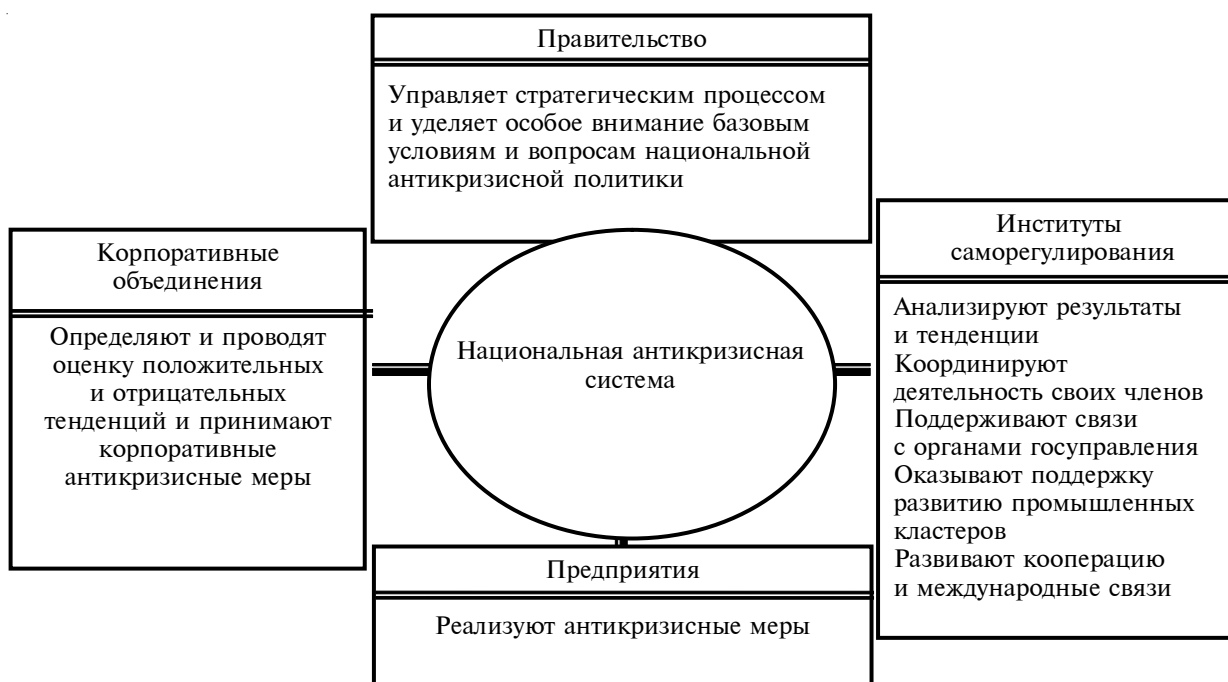 Правительство
Управляет стратегическим процессом
и уделяет особое внимание базовым
условиям и вопросам национальной
антикризисной политики
Корпоративные
объединения
Определяют и проводят
оценку положительных
и отрицательных
тенденций и принимают
корпоративные
антикризисные меры
Национальная антикризисная
система
Институты
саморегулирования
Анализируют результаты
и тенденции
Координируют
деятельность своих членов
Поддерживают связи
с органами госуправления
Оказывают поддержку
развитию промышленных
кластеров
Развивают кооперацию
и международные связи
Предприятия
Реализуют антикризисные меры